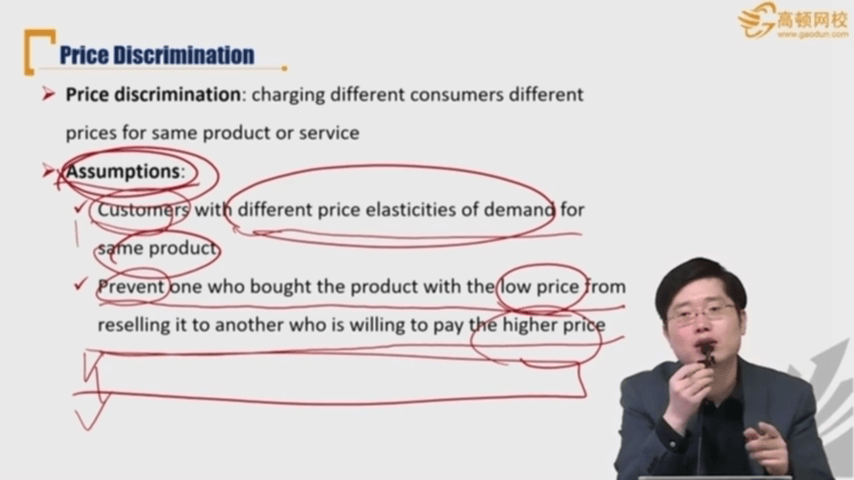 高顿网校
www.gaodun.com
Price Discrimination
Price discrimination: charging different consumers different
prices for same product or service
Assumptions:
Customers with different price elasticities of demand for
same product
Prevent one who bought the product with the low price from
reselling it to another who is willing to pay the higher price